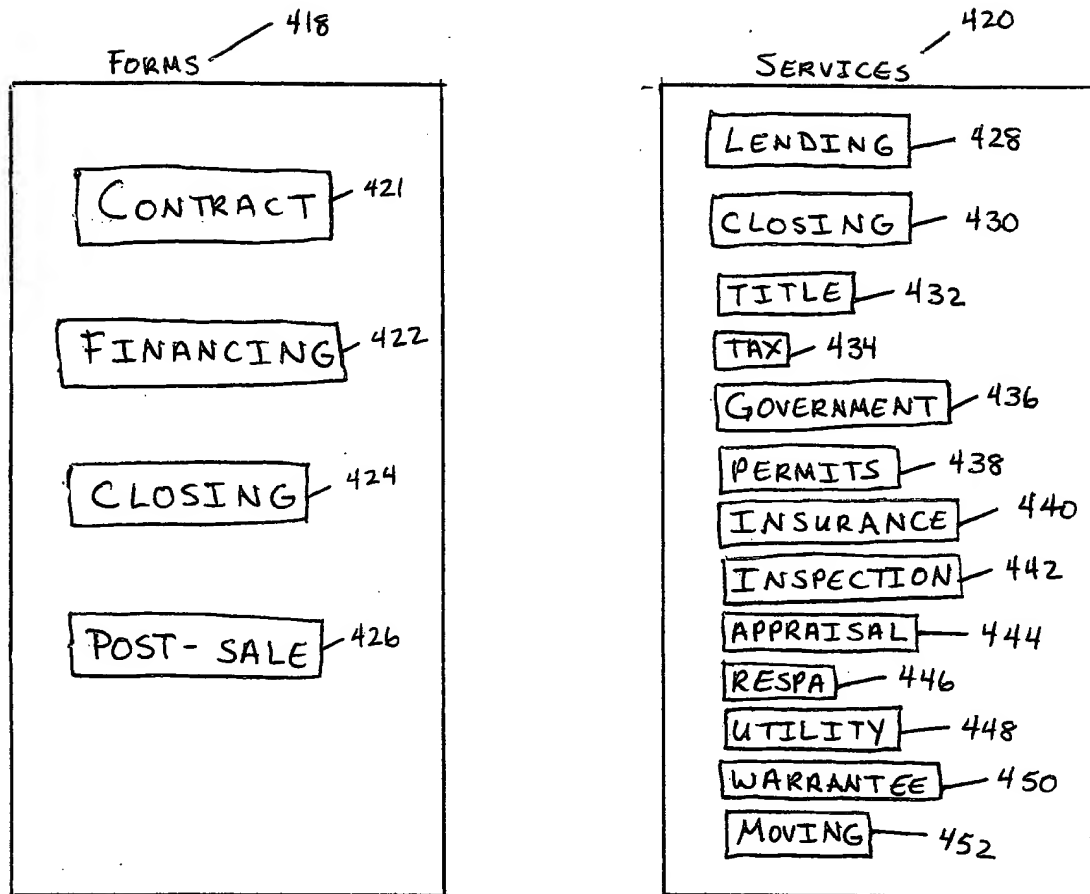 418
FORMS
CONTRACT 421
FINANCING 422
CLOSING 424
POST-SALE 426
420
SERVICES
LENDING 428
CLOSING 430
TITLE 432
TAX 434
GOVERNMENT 436
PERMITS 438
INSURANCE 440
INSPECTION 442
APPRAISAL 444
RESPA 446
UTILITY 448
WARRANTEE 450
MOVING 452